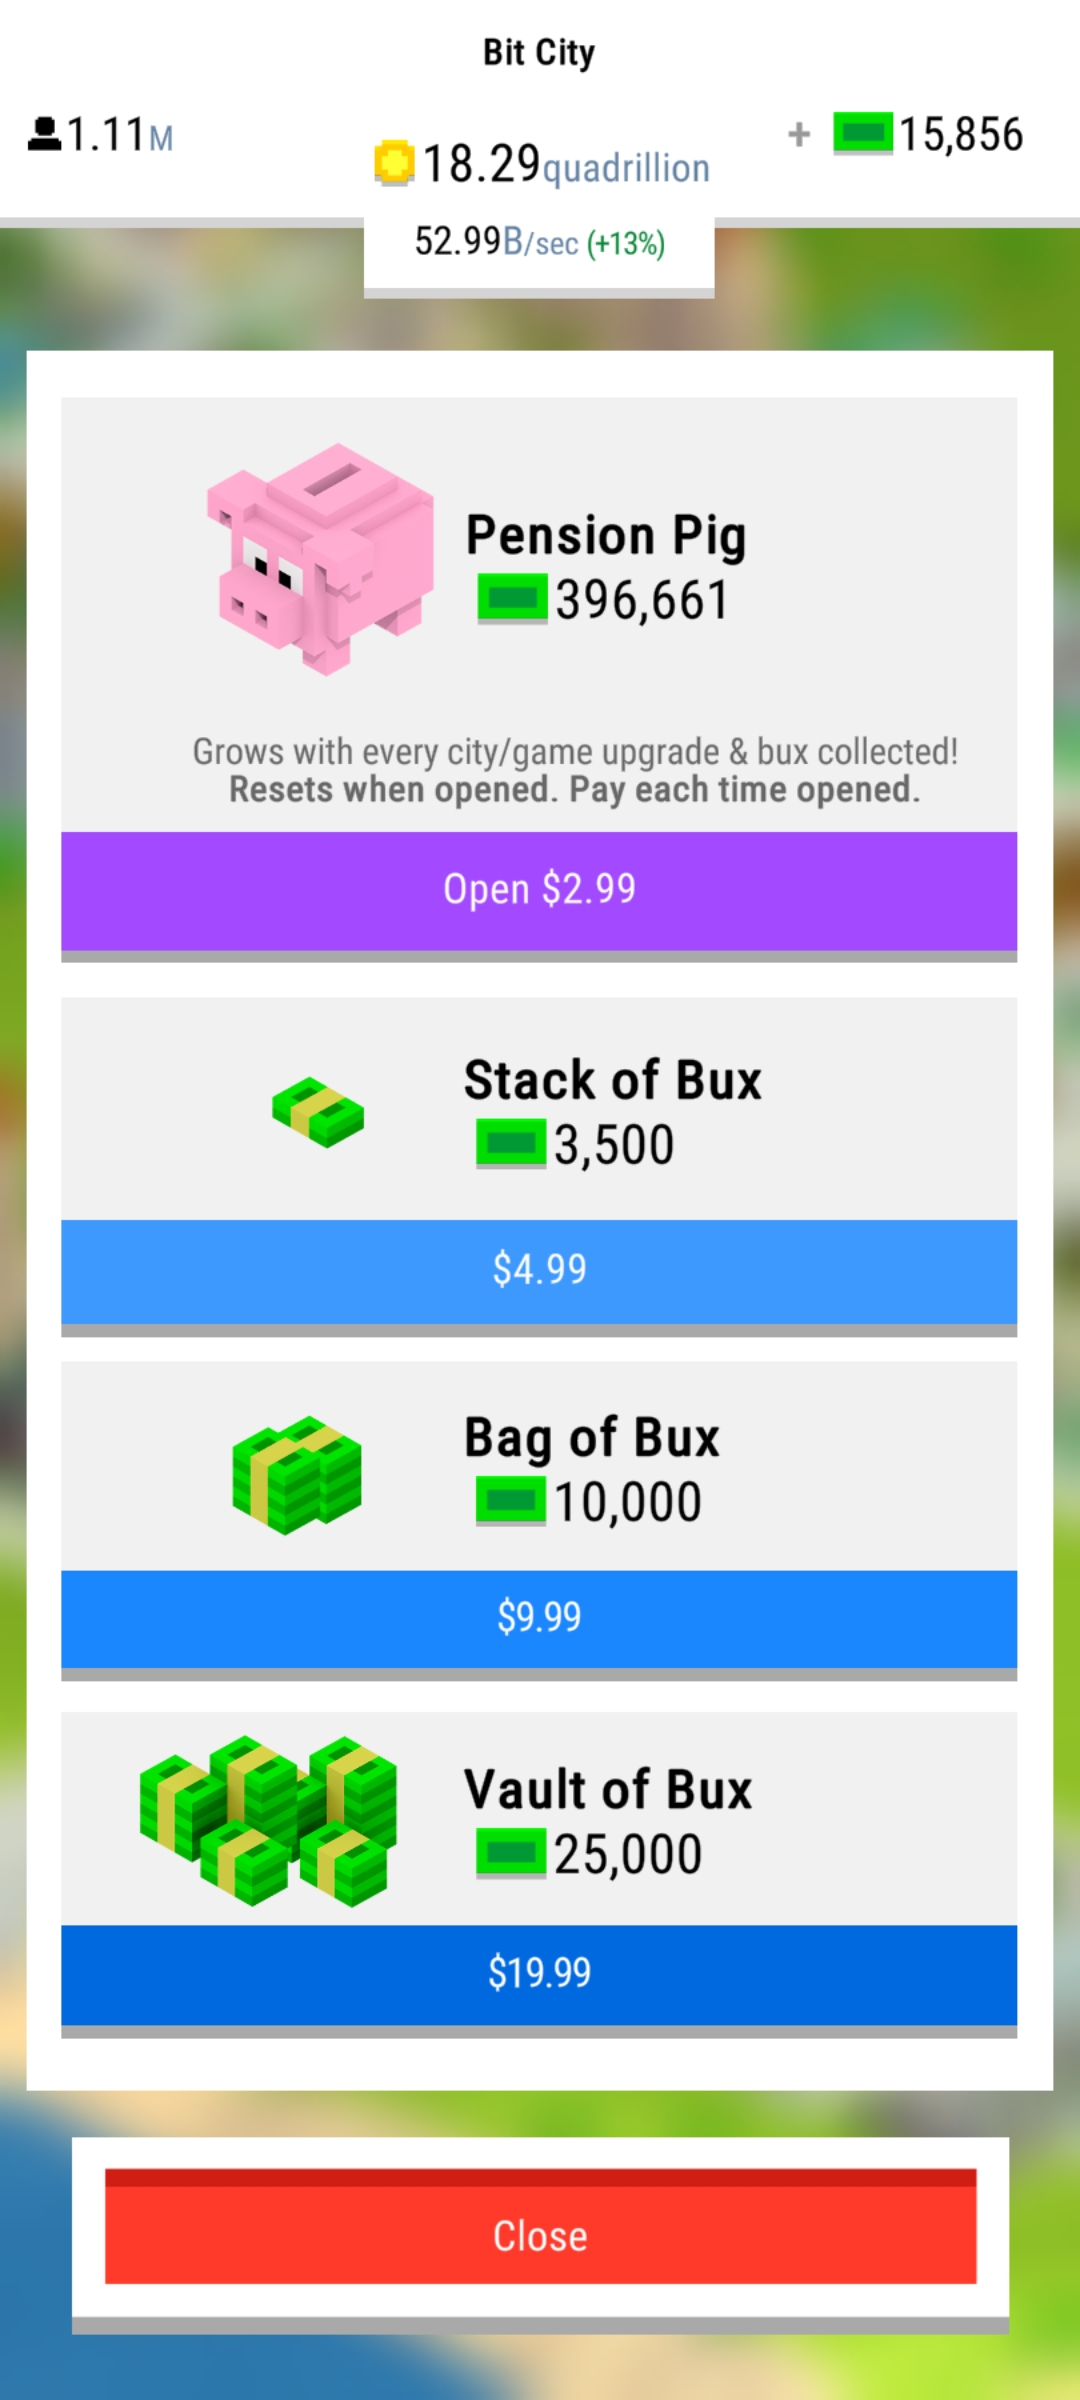 Bit City
1.11M
18.29quadrillion
+ 15,856
52.99B/sec (+13%)
Pension Pig
396,661
Grows with every city/game upgrade & bux collected!
Resets when opened. Pay each time opened.
Open $2.99
Stack of Bux
3,500
$4.99
Bag of Bux
10,000
$9.99
Vault of Bux
25,000
$19.99
Close